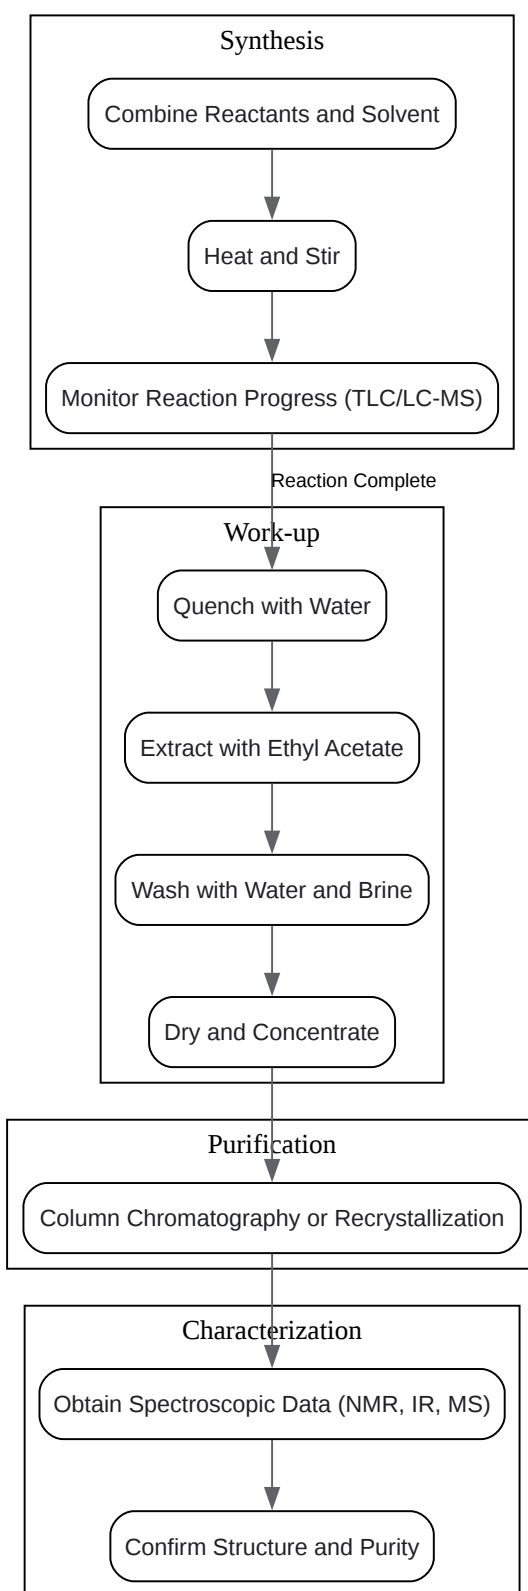 Synthesis
Combine Reactants and Solvent
Heat and Stir
Monitor Reaction Progress (TLC/LC-MS)
Reaction Complete
Work-up
Quench with Water
Extract with Ethyl Acetate
Wash with Water and Brine
Dry and Concentrate
Purification
Column Chromatography or Recrystallization
Characterization
Obtain Spectroscopic Data (NMR, IR, MS)
Confirm Structure and Purity